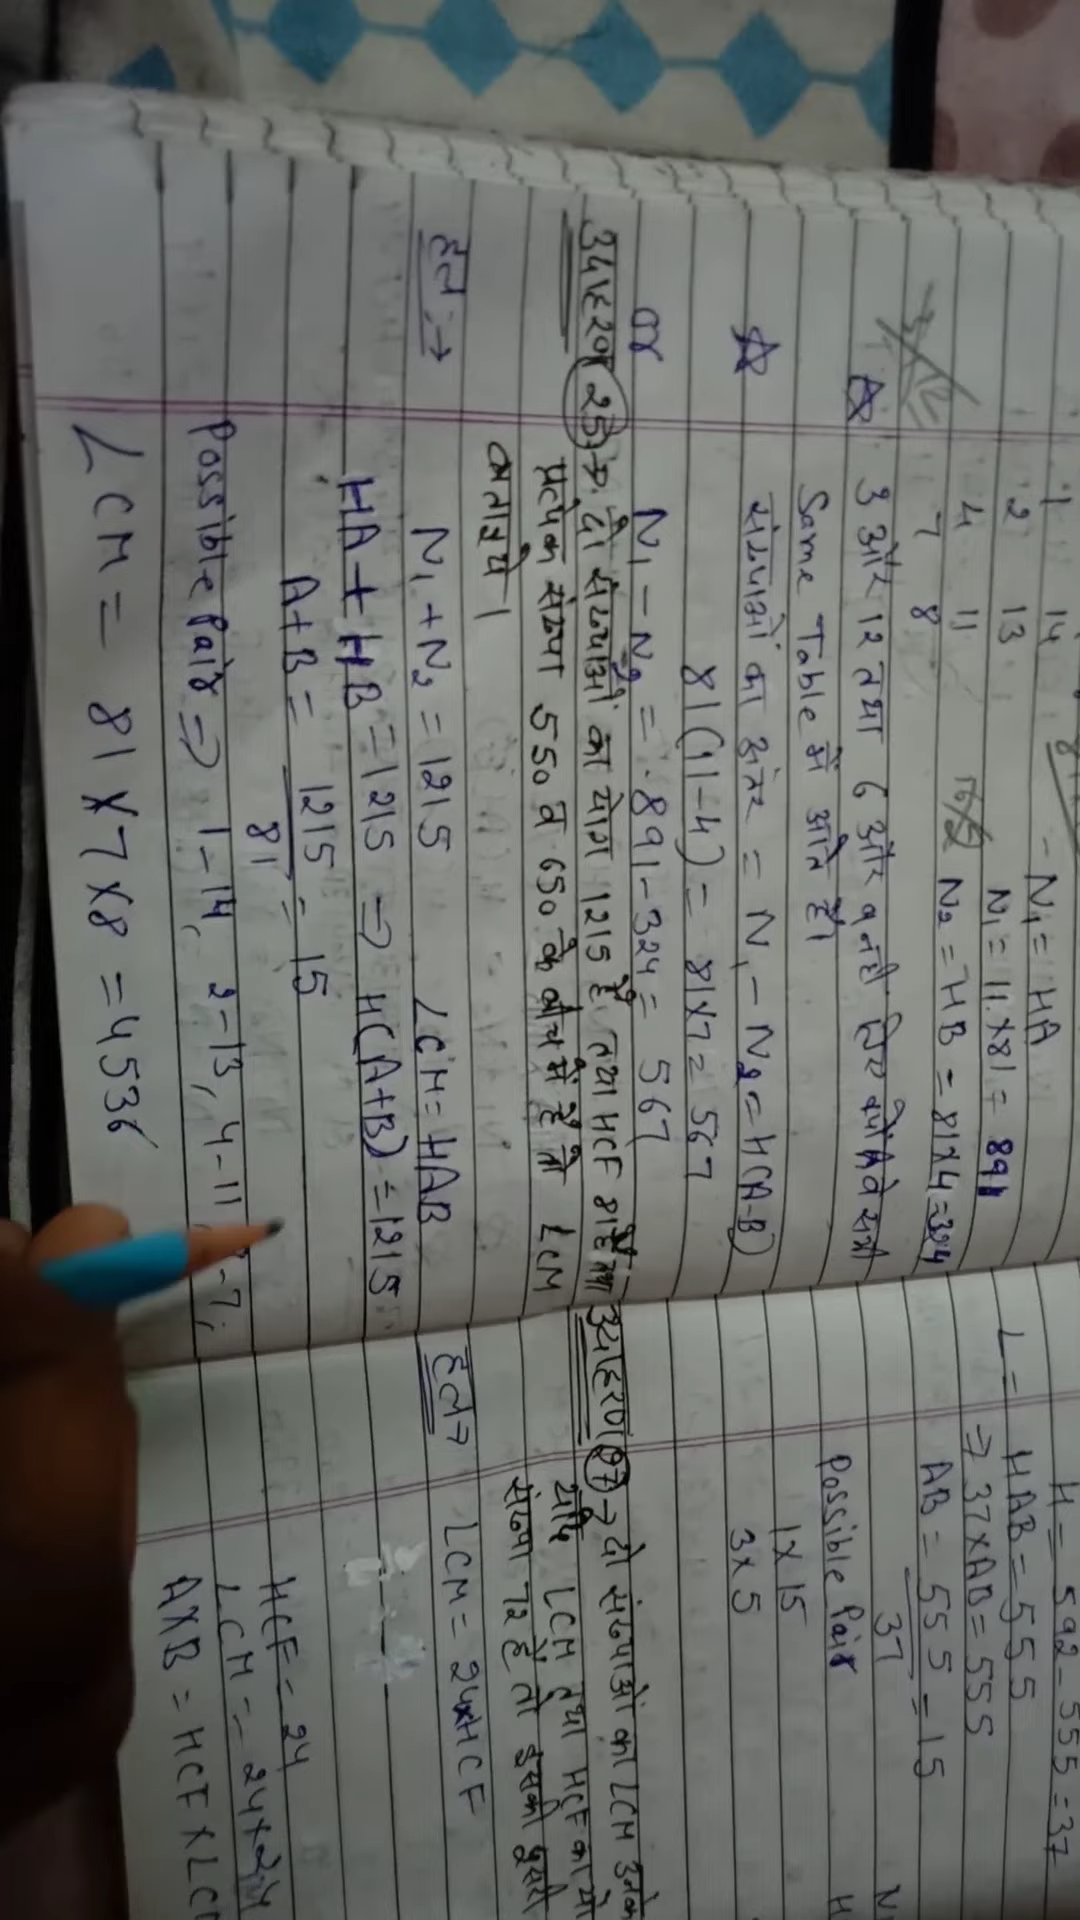 1 14 - N₁ = HA
2 13 N₁ = 11 × 81 = 891
4 11 N₂ = HB = 81×4 = 324
7 8
3 और 12 तथा 6 और 9 नही लिए
Same Table में आते हैं।
संख्याओं का अंतर = N₁ - N₂ = H(A-B)
81(11-4) = 81×7 = 567
or N₁ - N₂ = 891 - 324 = 567
उदाहरण 25 दो संख्याओं का योग 1215 है तथा HCF 81 है
प्रत्येक संख्या 550 व 650 के बीच में है तो LCM
बताइये।
हल :→ N₁ + N₂ = 1215 LCM = HAB
HA + HB = 1215 ⇒ H(A+B) = 1215
A+B = 1215/81 = 15
Possible Pair ⇒ 1-14, 2-13, 4-11 -7,
LCM = 81 × 7 × 8 = 4536
H = 592 - 555 = 37
L = HAB = 555
⇒ 37×AB = 555
AB = 555/37 = 15
Possible Pair
1 × 15
3 × 5
उदाहरण 27 → दो संख्याओं का LCM उनके
यदि LCM तथा HCF का यो
संख्या 72 है तो इसकी दूसरी
हल → LCM = 24×HCF
HCF = 24
LCM = 24×24
A×B = HCF × LC